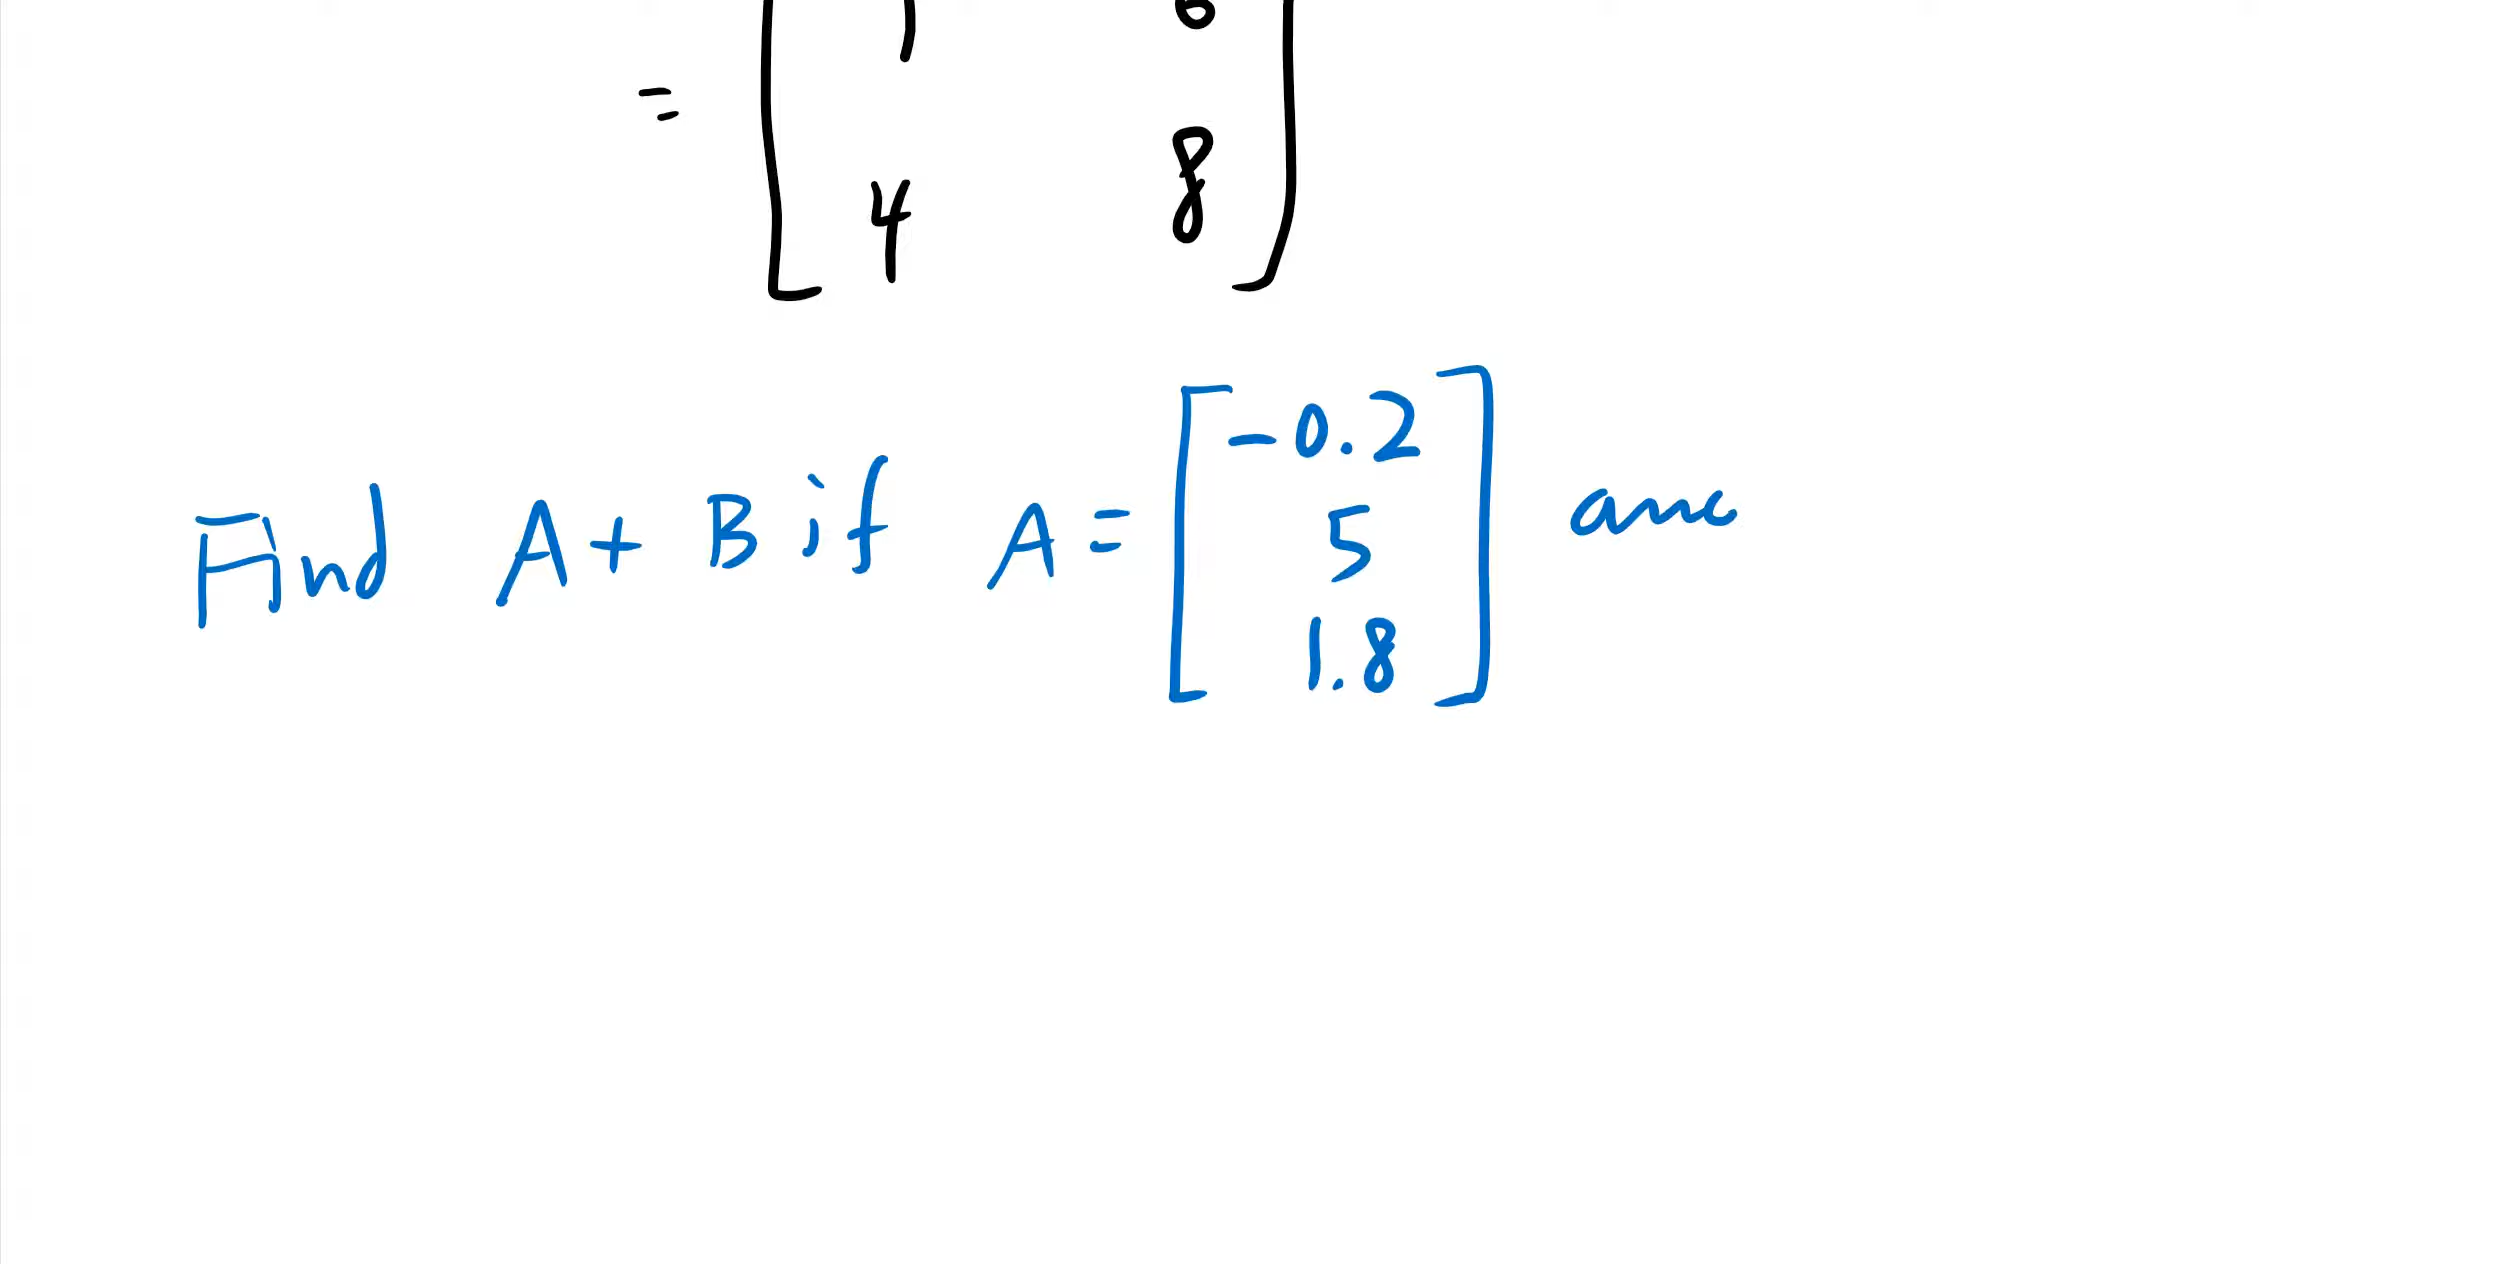 =
4 8
Find A + B if A = [ -0.2
5
1.8 ]